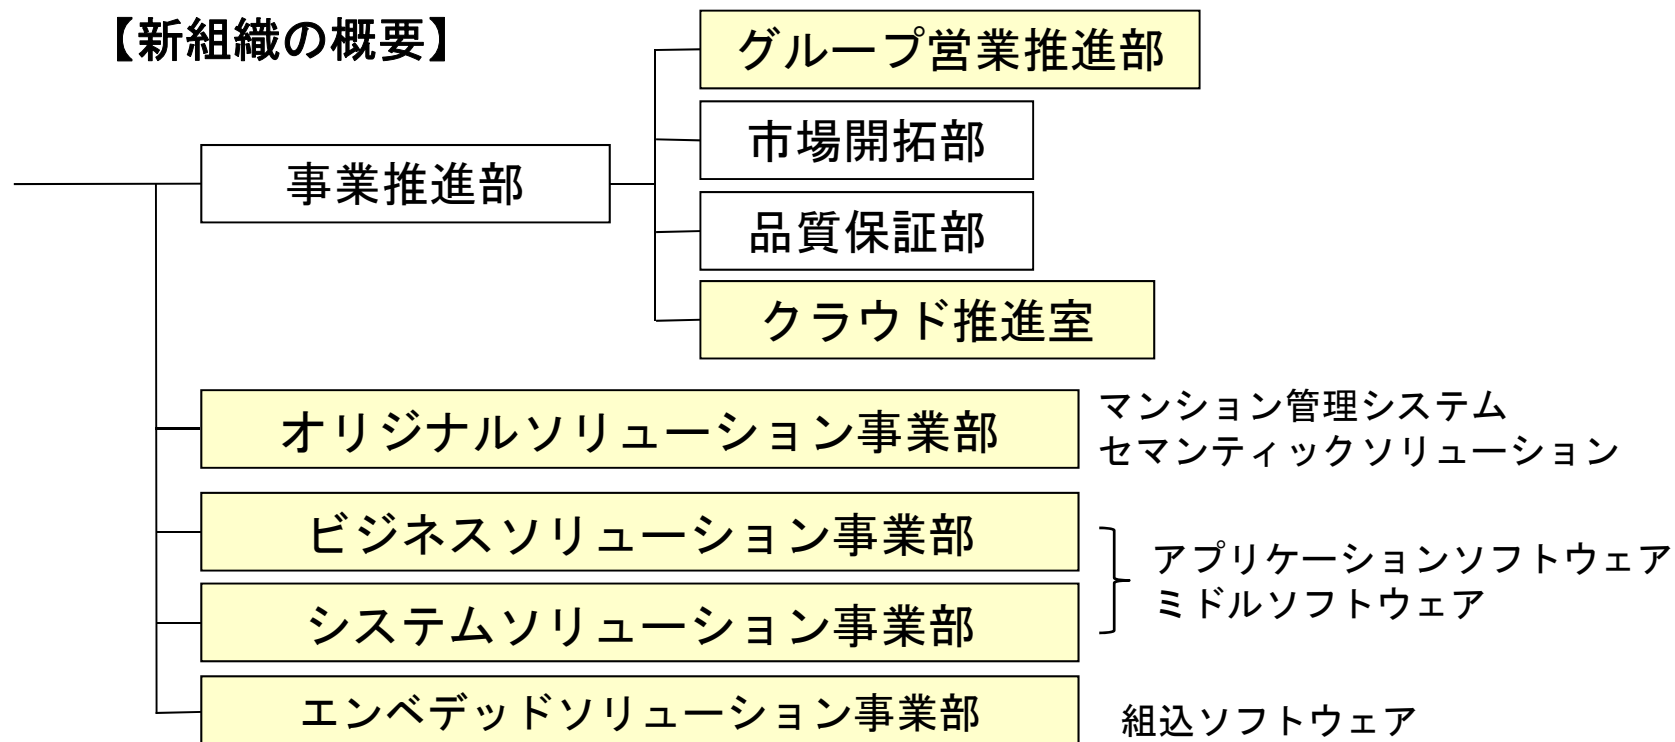 【新組織の概要】
グループ営業推進部
市場開拓部
事業推進部
品質保証部
クラウド推進室
オリジナルソリューション事業部
マンション管理システム
セマンティックソリューション
ビジネスソリューション事業部
アプリケーションソフトウェア
ミドルソフトウェア
システムソリューション事業部
エンベデッドソリューション事業部
組込ソフトウェア